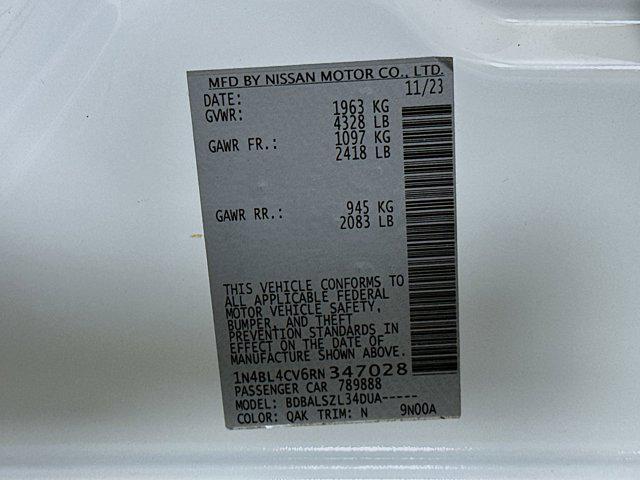 MFD BY NISSAN MOTOR CO., LTD.
DATE: 11/23
GVWR: 1963 KG
4328 LB
GAWR FR.: 1097 KG
2418 LB
GAWR RR.: 945 KG
2083 LB
THIS VEHICLE CONFORMS TO
ALL APPLICABLE FEDERAL
MOTOR VEHICLE SAFETY,
BUMPER, AND THEFT
PREVENTION STANDARDS IN
EFFECT ON THE DATE OF
MANUFACTURE SHOWN ABOVE.
1N4BL4CV6RN347028
PASSENGER CAR 789888
MODEL: BDBALSZL34DUA-----
COLOR: QAK TRIM: N 9N00A